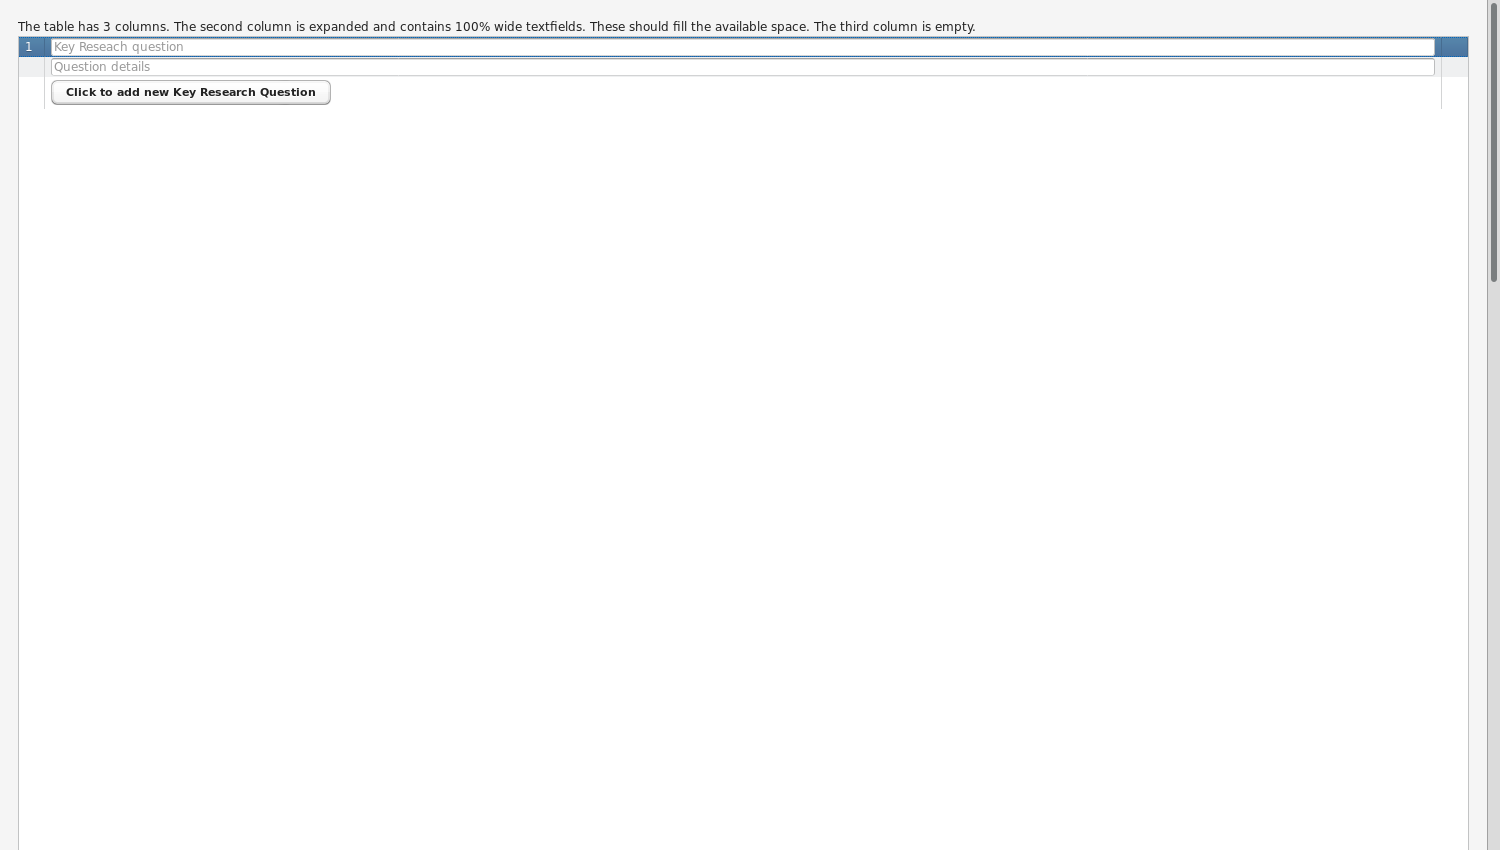 The table has 3 columns. The second column is expanded and contains 100% wide textfields. These should fill the available space. The third column is empty.
1 Key Reseach question
Question details
Click to add new Key Research Question